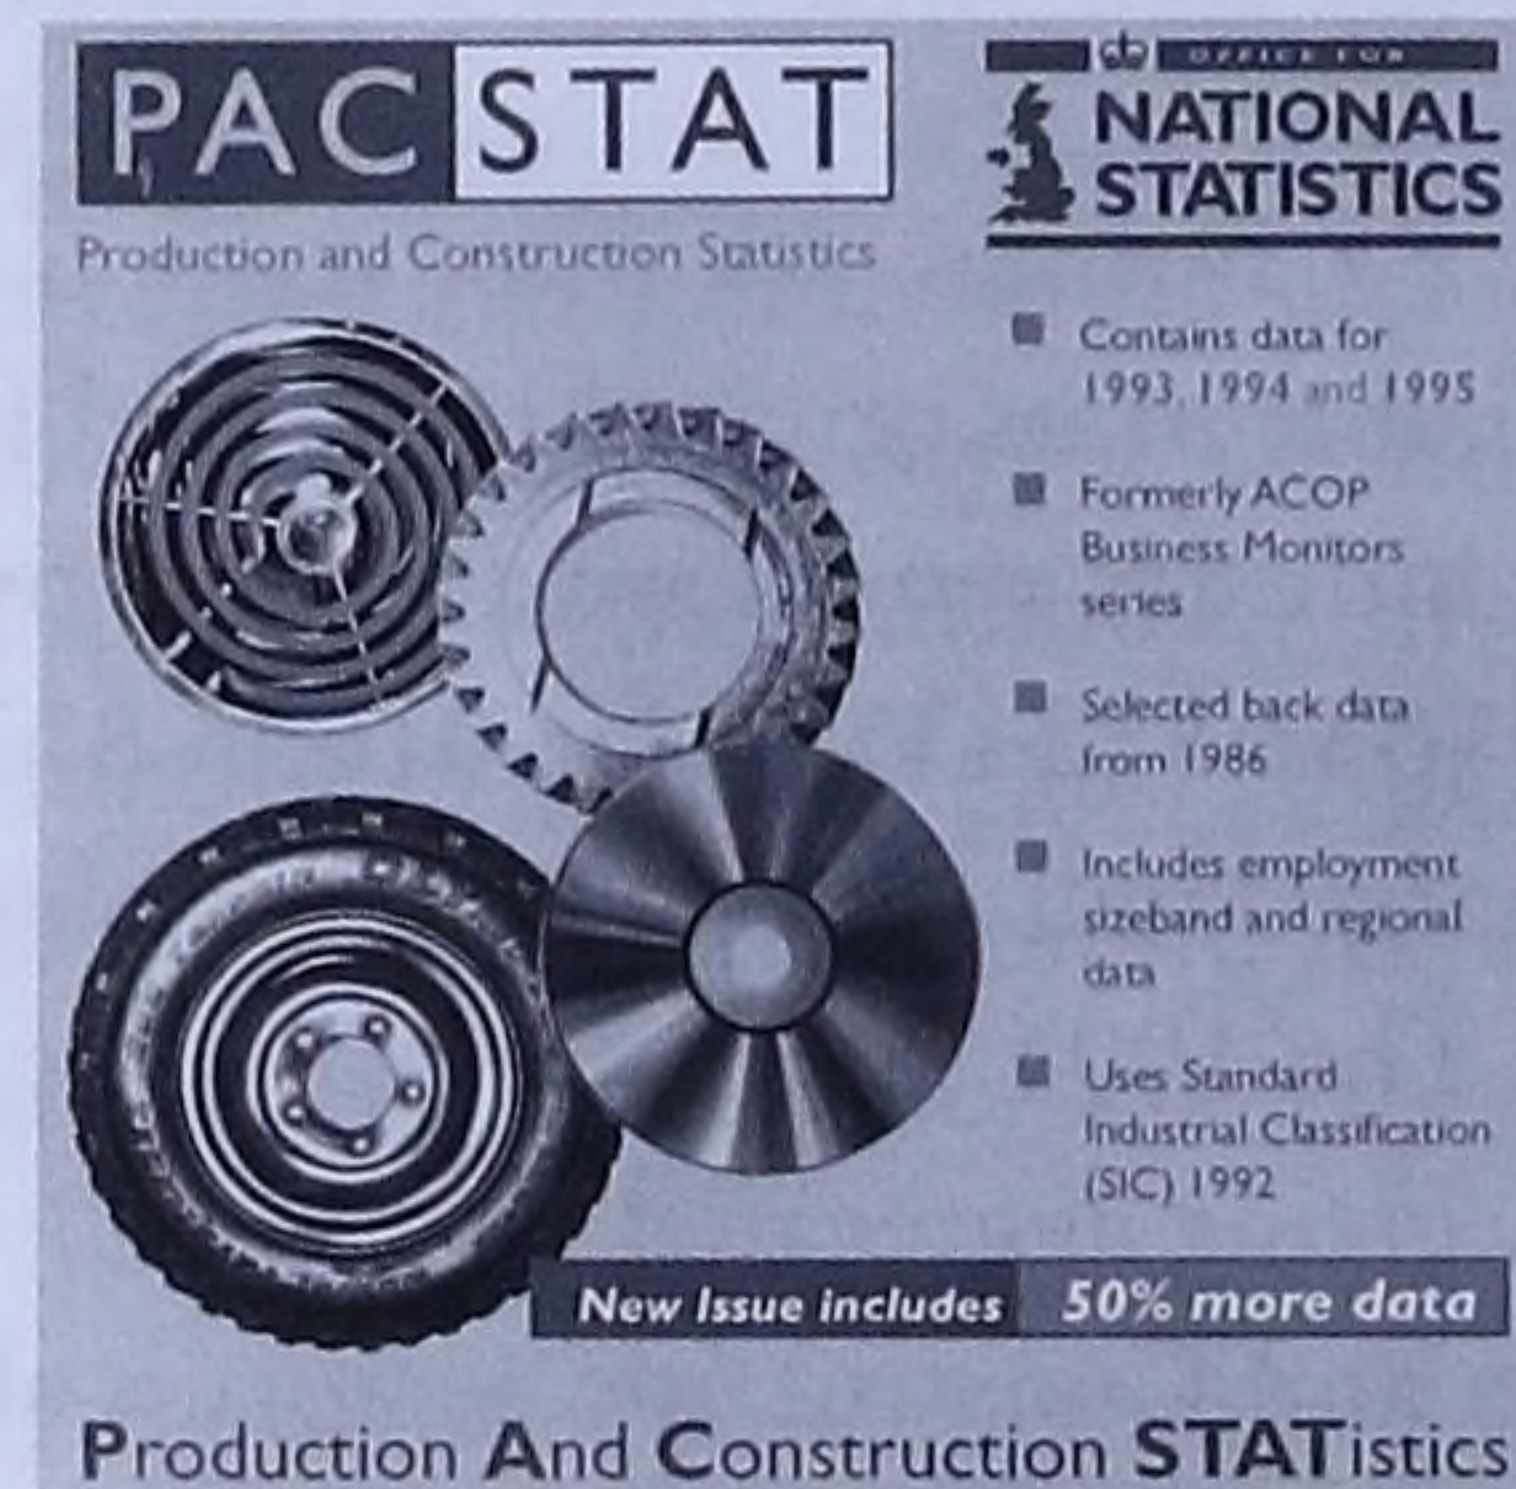 PACSTAT
Production and Construction Statistics
OFFICE FOR
NATIONAL
STATISTICS
Contains data for
1993, 1994 and 1995
Formerly ACOP
Business Monitors
series
Selected back data
from 1986
Includes employment
sizeband and regional
data
Uses Standard
Industrial Classification
(SIC) 1992
New Issue includes 50% more data
Production And Construction STATistics